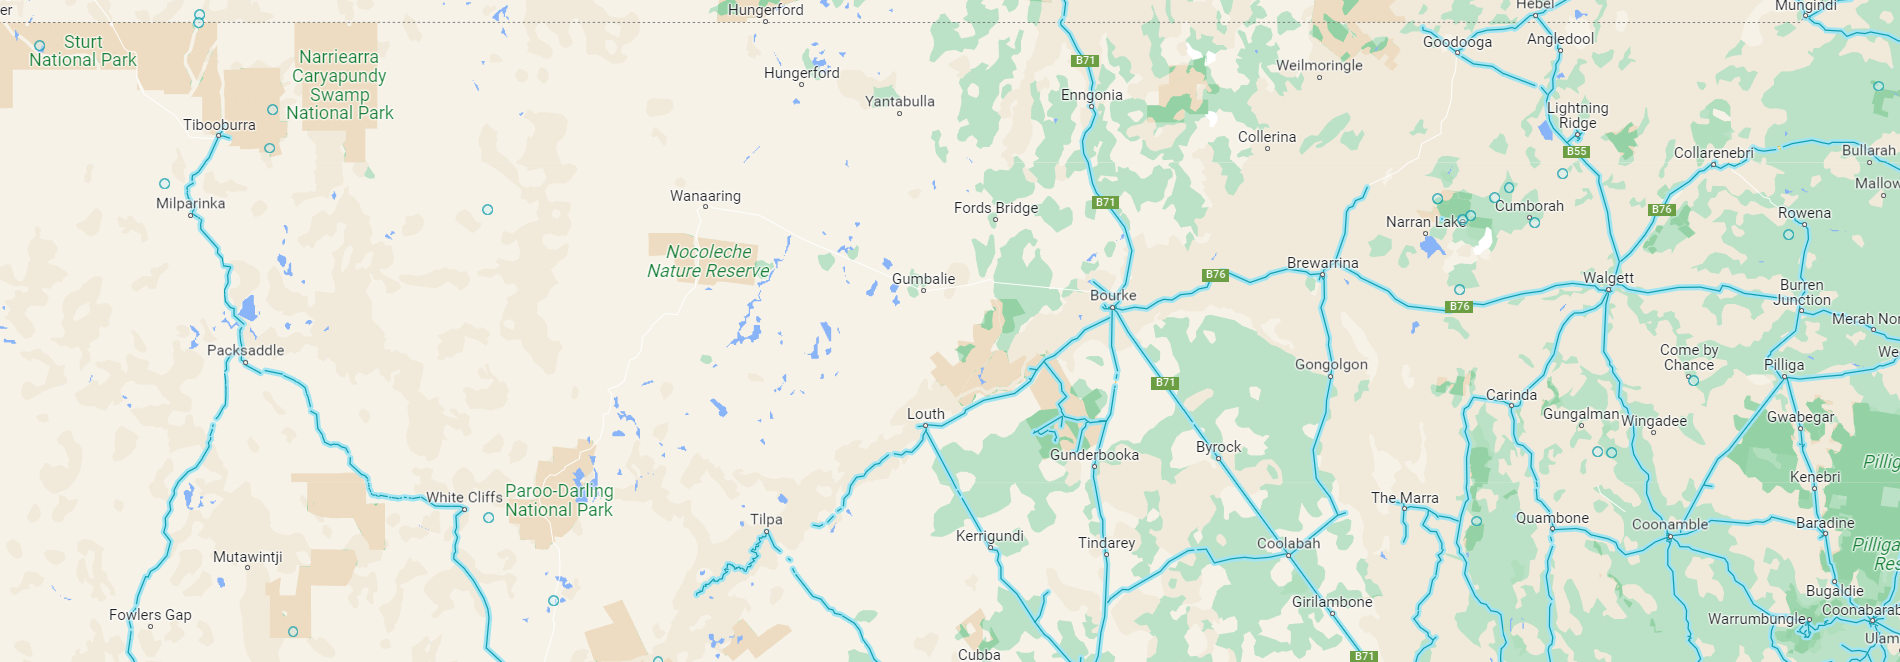 er
Hungerford
Hebel
Mungindi
Sturt
National Park
Narriearra
Caryapundy
Swamp
National Park
Goodooga
Angledool
B71
Weilmoringle
Hungerford
Enngonia
Yantabulla
Lightning
Ridge
Tibooburra
Collerina
B55
Collarenebri
Bullarah
Mallow
Milparinka
Wanaaring
Fords Bridge
B71
Narran Lake
Cumborah
B76
Rowena
Nocoleche
Nature Reserve
Gumbalie
B76
Brewarrina
Walgett
Bourke
B76
Burren
Junction
Merah Nor
Packsaddle
Gongolgon
Come by
Chance
Pilliga
We
B71
Carinda
Louth
Gungalman
Wingadee
Gwabegar
Gunderbooka
Byrock
Pillig
Kenebri
White Cliffs
Paroo-Darling
National Park
The Marra
Tilpa
Quambone
Coonamble
Baradine
Kerrigundi
Tindarey
Coolabah
Pilliga
Res
Mutawintji
Fowlers Gap
Girilambone
Bugaldie
Warrumbungle
Coonabarab
Ulam
Cubba
B71